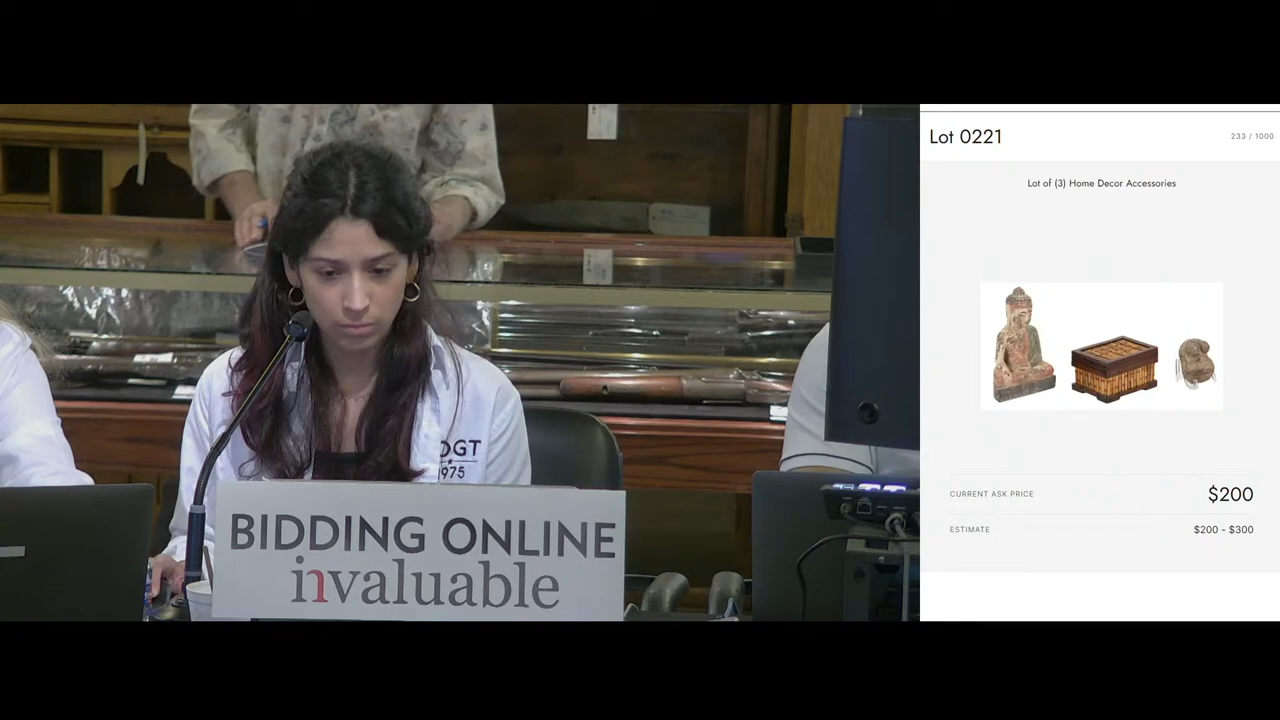 Lot 0221
233 / 1000
Lot of (3) Home Decor Accessories
CURRENT ASK PRICE
$200
ESTIMATE
$200 - $300
OGT
1975
BIDDING ONLINE
invaluable